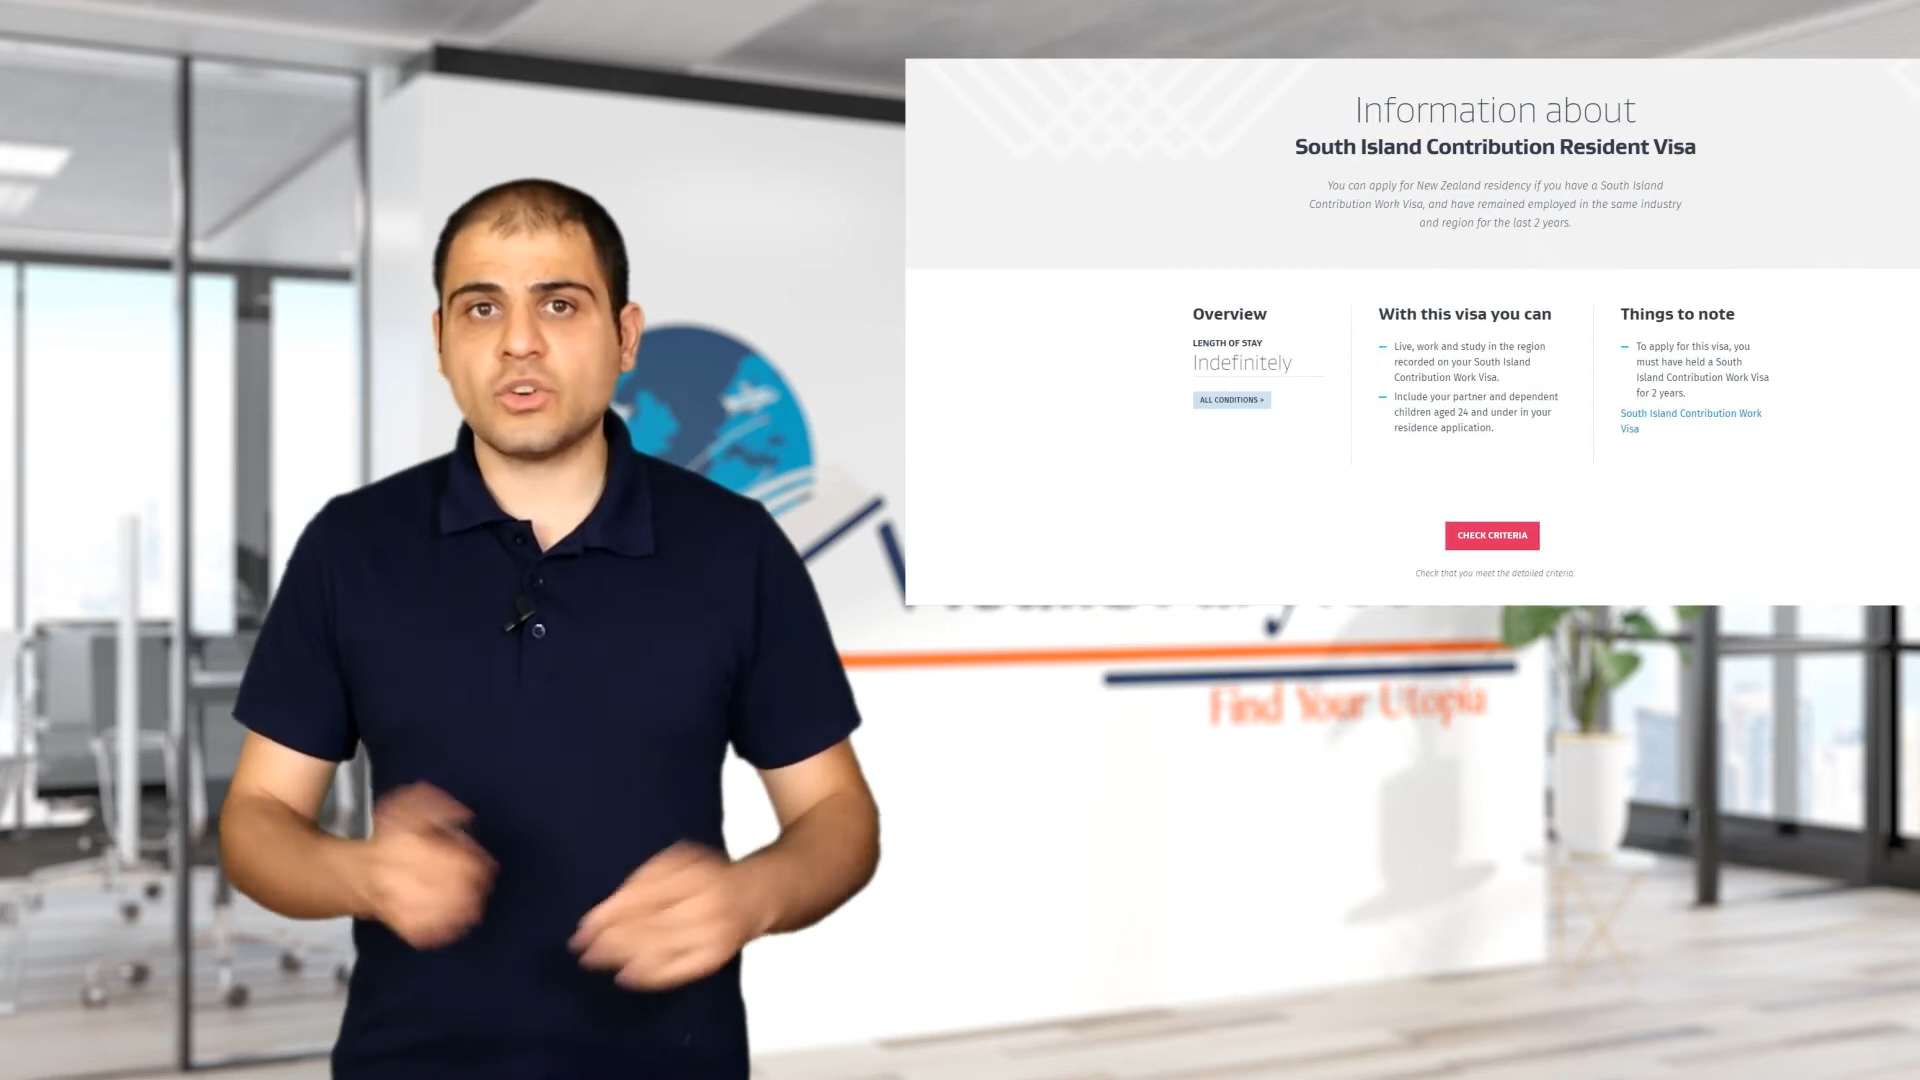 Information about
South Island Contribution Resident Visa
You can apply for New Zealand residency if you have a South Island
Contribution Work Visa, and have remained employed in the same industry
and region for the last 2 years.
Overview
LENGTH OF STAY
Indefinitely
ALL CONDITIONS >
With this visa you can
Live, work and study in the region
recorded on your South Island
Contribution Work Visa.
Include your partner and dependent
children aged 24 and under in your
residence application.
Things to note
To apply for this visa, you
must have held a South
Island Contribution Work Visa
for 2 years.
South Island Contribution Work
Visa
CHECK CRITERIA
Check that you meet the detailed criteria.
Find Your Utopia